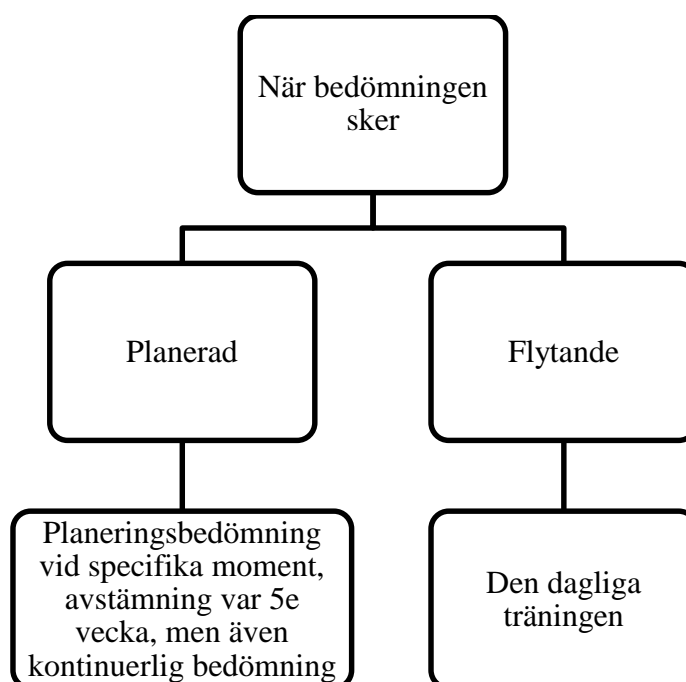 När bedömningen
sker
Planerad
Flytande
Planeringsbedömning
vid specifika moment,
avstämning var 5e
vecka, men även
kontinuerlig bedömning
Den dagliga
träningen